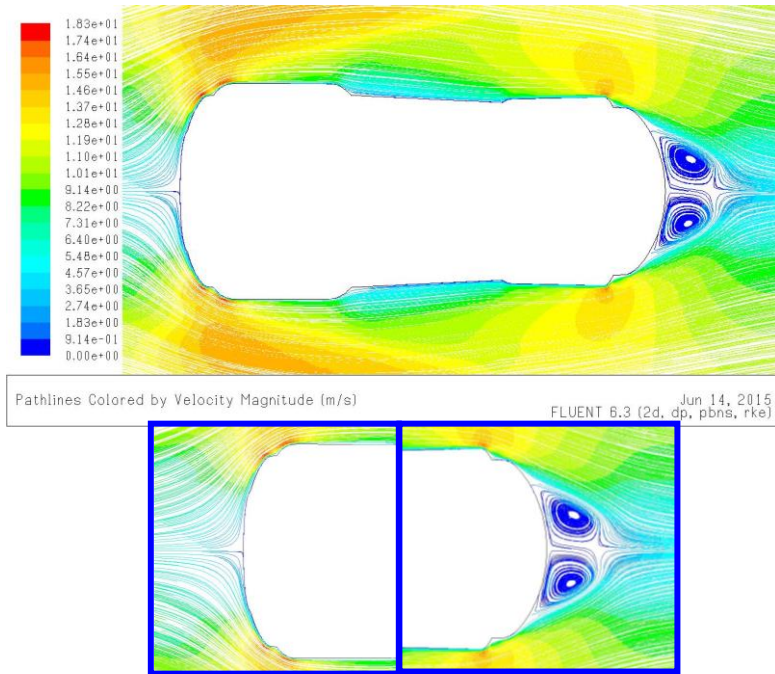 1.83e+01
1.74e+01
1.64e+01
1.55e+01
1.46e+01
1.37e+01
1.28e+01
1.19e+01
1.10e+01
1.01e+01
9.14e+00
8.22e+00
7.31e+00
6.40e+00
5.48e+00
4.57e+00
3.65e+00
2.74e+00
1.83e+00
9.14e-01
0.00e+00
Pathlines Colored by Velocity Magnitude (m/s)
Jun 14, 2015
FLUENT 6.3 (2d, dp, pbns, rke)